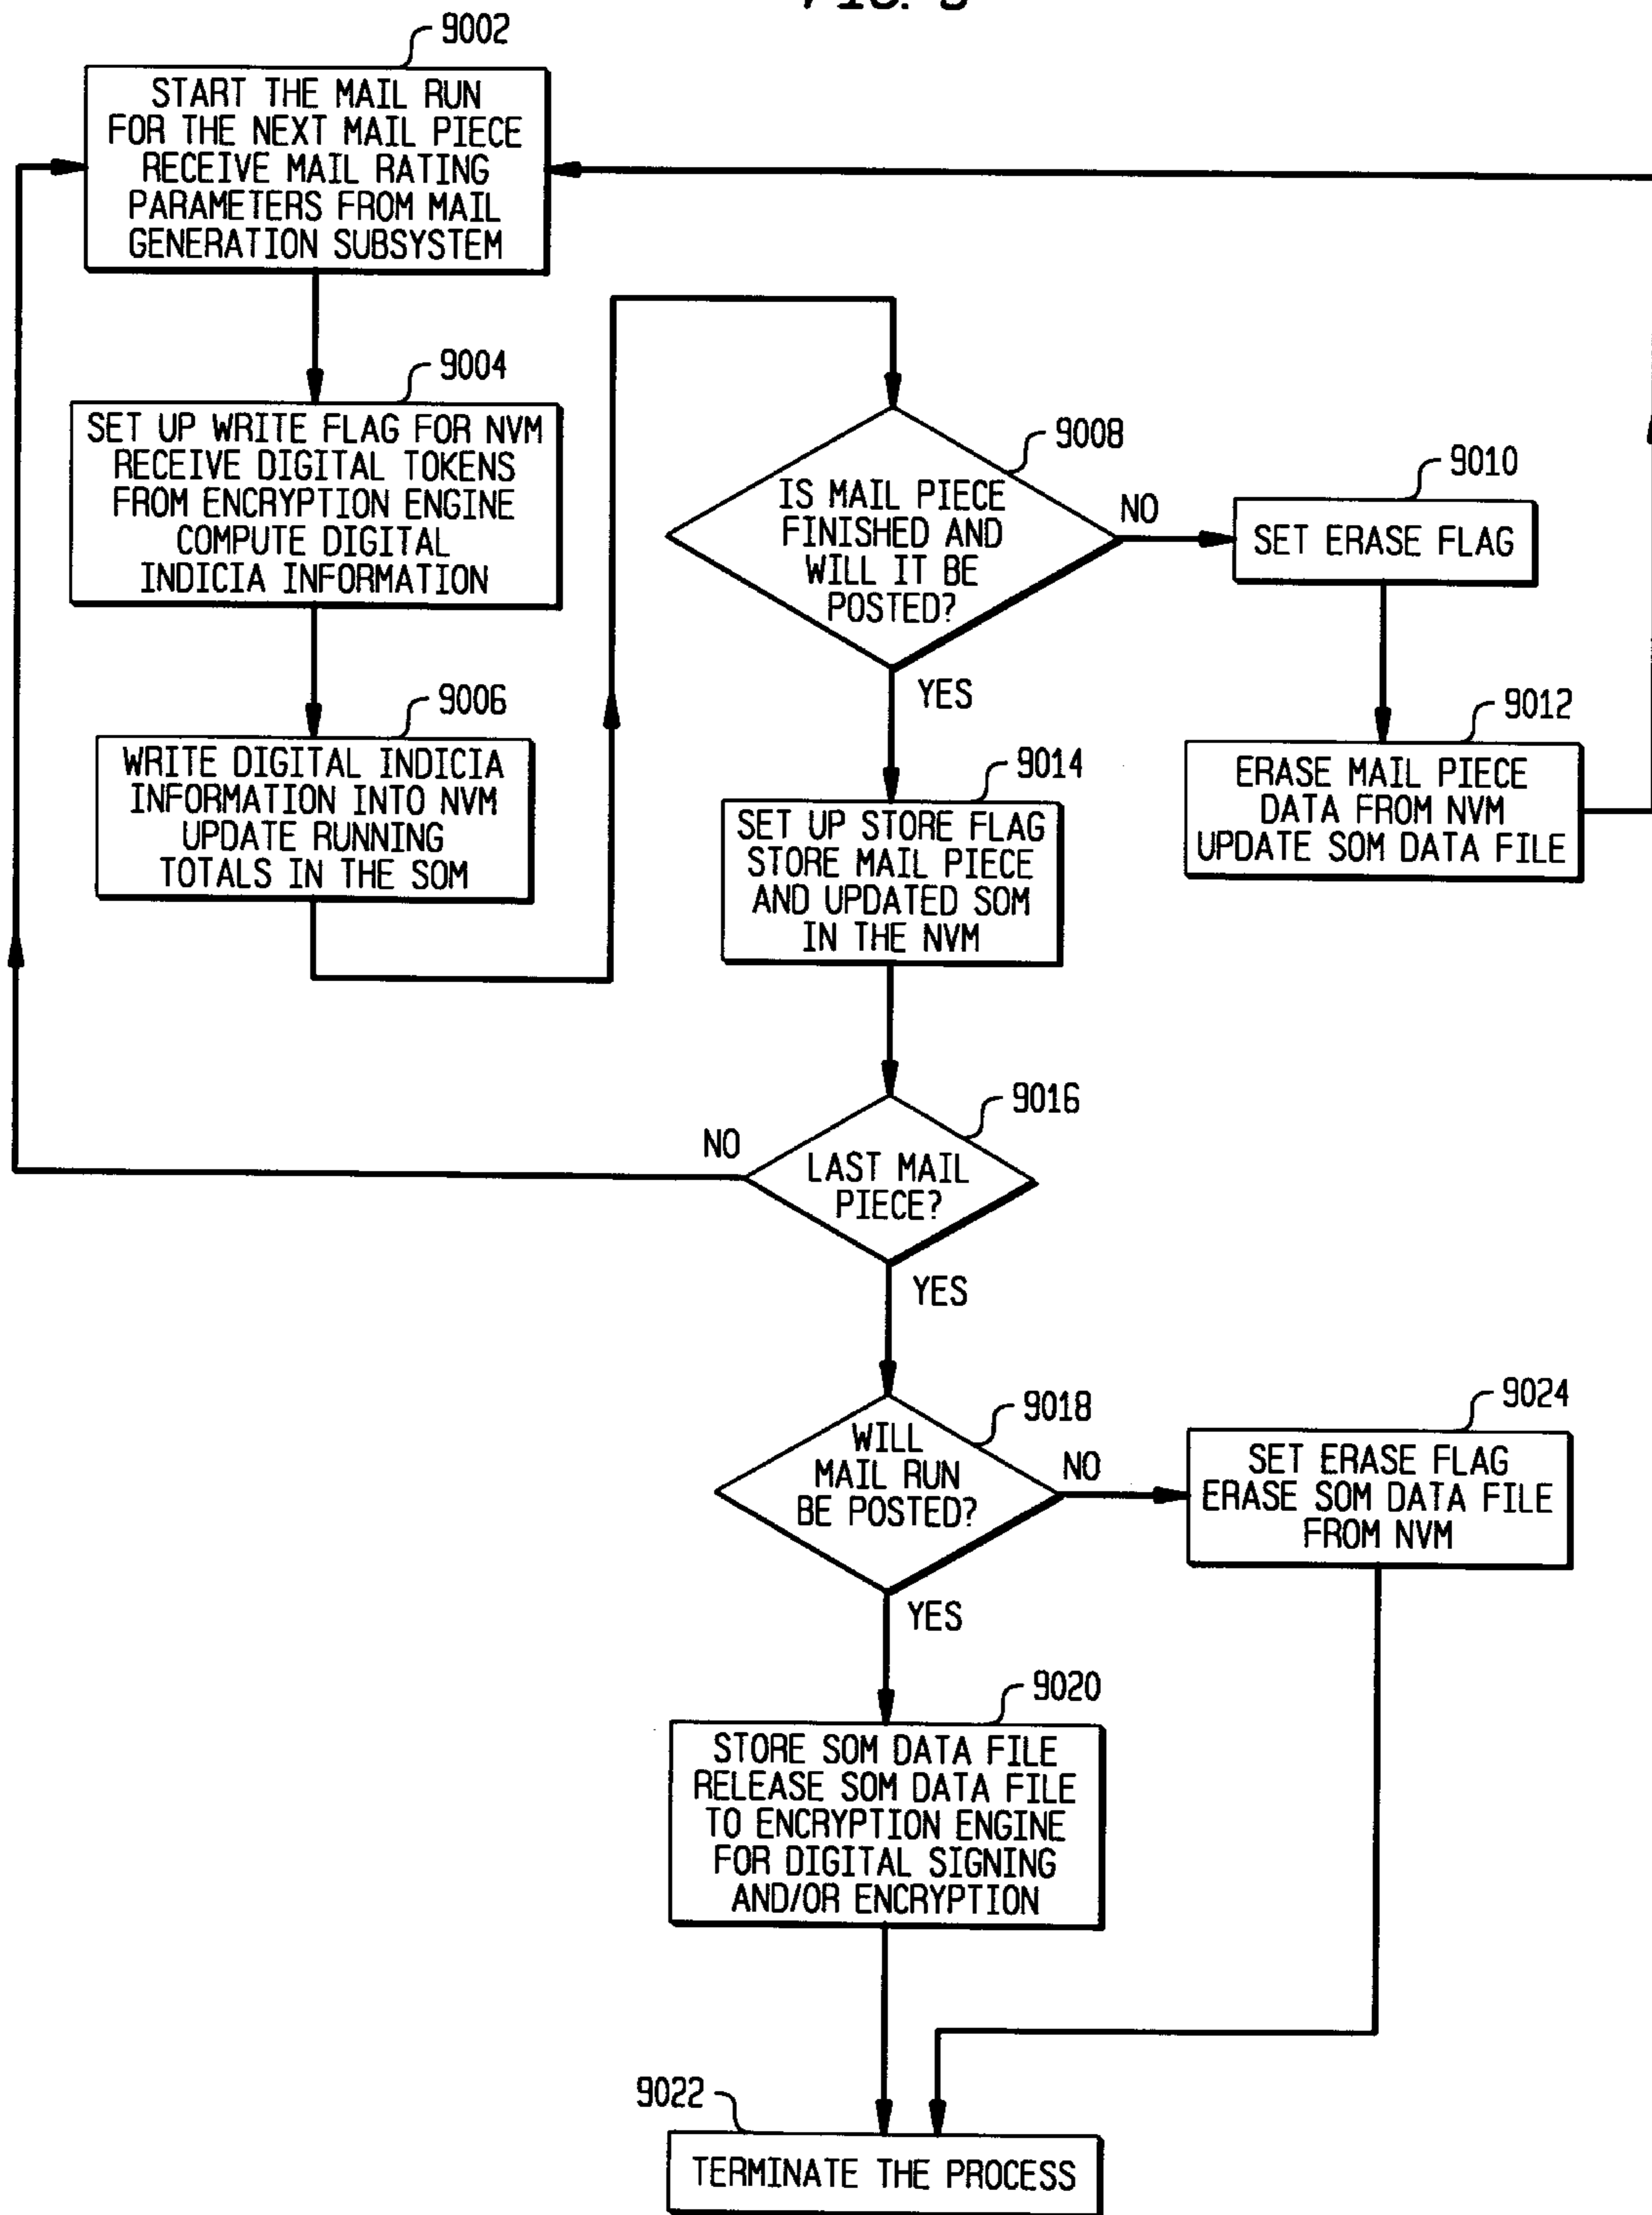 9002
START THE MAIL RUN
FOR THE NEXT MAIL PIECE
RECEIVE MAIL RATING
PARAMETERS FROM MAIL
GENERATION SUBSYSTEM
9004
SET UP WRITE FLAG FOR NVM
RECEIVE DIGITAL TOKENS
FROM ENCRYPTION ENGINE
COMPUTE DIGITAL
INDICIA INFORMATION
9006
WRITE DIGITAL INDICIA
INFORMATION INTO NVM
UPDATE RUNNING
TOTALS IN THE SOM
9008
IS MAIL PIECE
FINISHED AND
WILL IT BE
POSTED?
NO
YES
9010
SET ERASE FLAG
9012
ERASE MAIL PIECE
DATA FROM NVM
UPDATE SOM DATA FILE
9014
SET UP STORE FLAG
STORE MAIL PIECE
AND UPDATED SOM
IN THE NVM
9016
LAST MAIL
PIECE?
NO
YES
9018
WILL
MAIL RUN
BE POSTED?
NO
YES
9024
SET ERASE FLAG
ERASE SOM DATA FILE
FROM NVM
9020
STORE SOM DATA FILE
RELEASE SOM DATA FILE
TO ENCRYPTION ENGINE
FOR DIGITAL SIGNING
AND/OR ENCRYPTION
9022
TERMINATE THE PROCESS